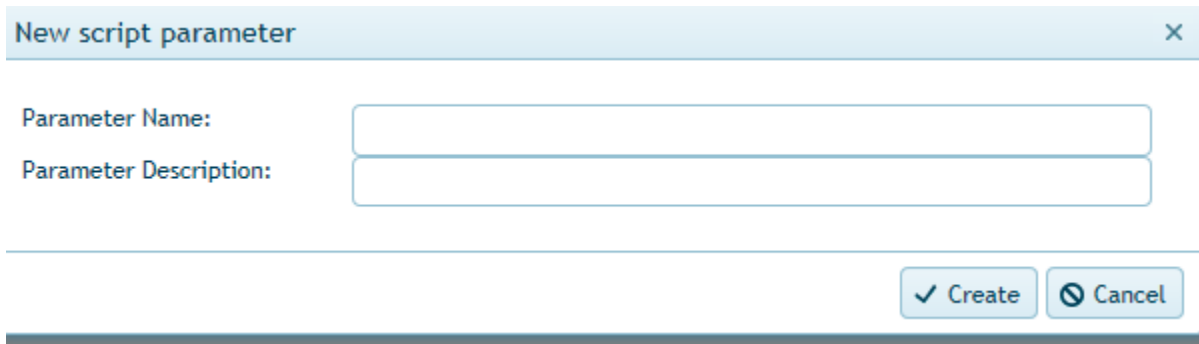 New script parameter
Parameter Name:
Parameter Description:
Create Cancel